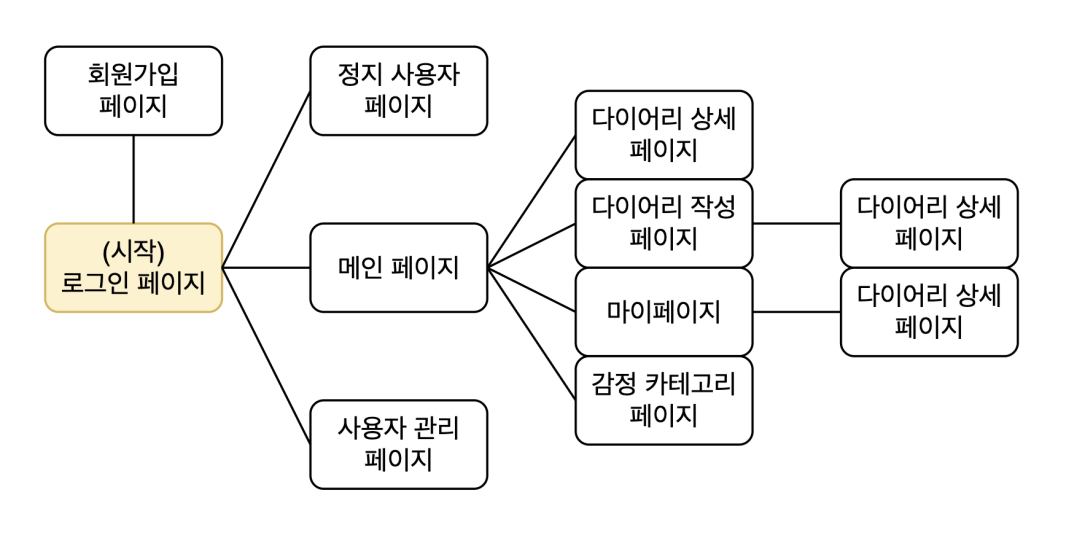 회원가입
페이지
(시작)
로그인 페이지
정지 사용자
페이지
메인 페이지
사용자 관리
페이지
다이어리 상세
페이지
다이어리 작성
페이지
마이페이지
감정 카테고리
페이지
다이어리 상세
페이지
다이어리 상세
페이지